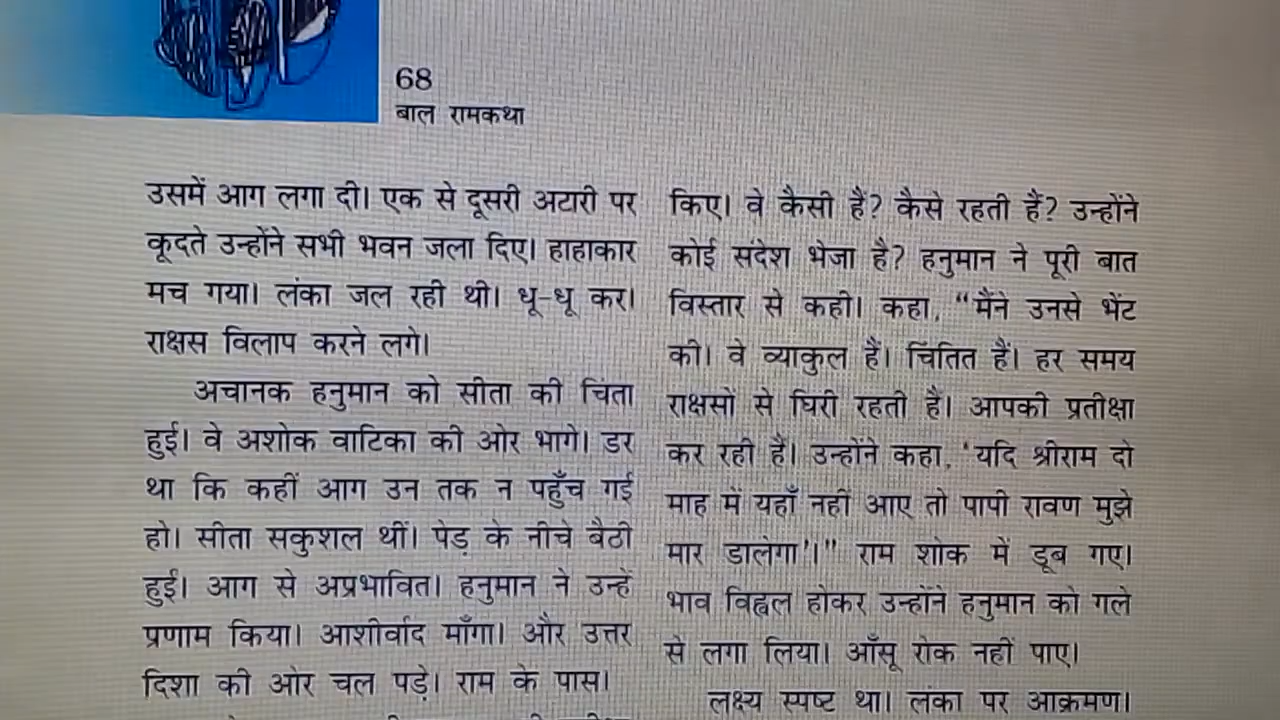 68
बाल रामकथा
उसमें आग लगा दी। एक से दूसरी अटारी पर
कूदते उन्होंने सभी भवन जला दिए। हाहाकार
मच गया। लंका जल रही थी। धू-धू कर।
राक्षस विलाप करने लगे।
अचानक हनुमान को सीता की चिंता
हुई। वे अशोक वाटिका की ओर भागे। डर
था कि कहीं आग उन तक न पहुँच गई
हो। सीता सकुशल थीं। पेड़ के नीचे बैठी
हुईं। आग से अप्रभावित। हनुमान ने उन्हें
प्रणाम किया। आशीर्वाद माँगा। और उत्तर
दिशा की ओर चल पड़े। राम के पास।
किए। वे कैसी हैं? कैसे रहती हैं? उन्होंने
कोई संदेश भेजा है? हनुमान ने पूरी बात
विस्तार से कही। कहा, “मैंने उनसे भेंट
की। वे व्याकुल हैं। चिंतित हैं। हर समय
राक्षसों से घिरी रहती हैं। आपकी प्रतीक्षा
कर रही हैं। उन्होंने कहा, ‘यदि श्रीराम दो
माह में यहाँ नहीं आए तो पापी रावण मुझे
मार डालेगा’।” राम शोक में डूब गए।
भाव विह्वल होकर उन्होंने हनुमान को गले
से लगा लिया। आँसू रोक नहीं पाए।
लक्ष्य स्पष्ट था। लंका पर आक्रमण।